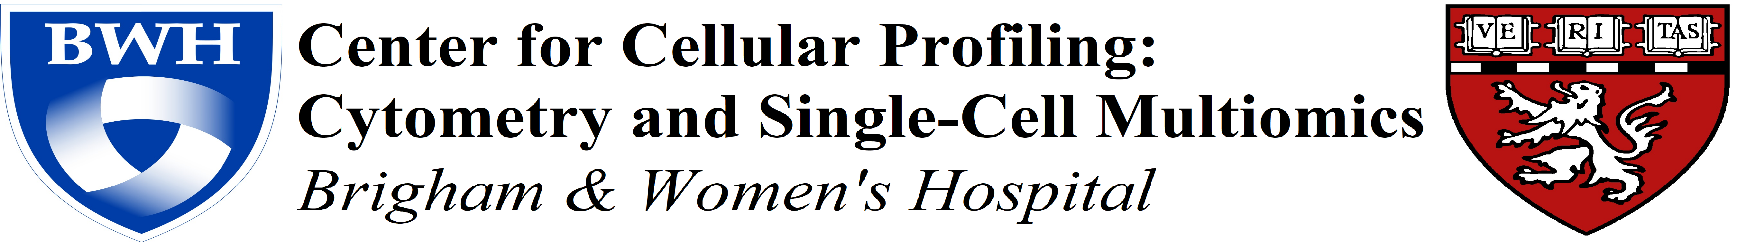 BWH
Center for Cellular Profiling:
Cytometry and Single-Cell Multiomics
Brigham & Women's Hospital
VE RI TAS